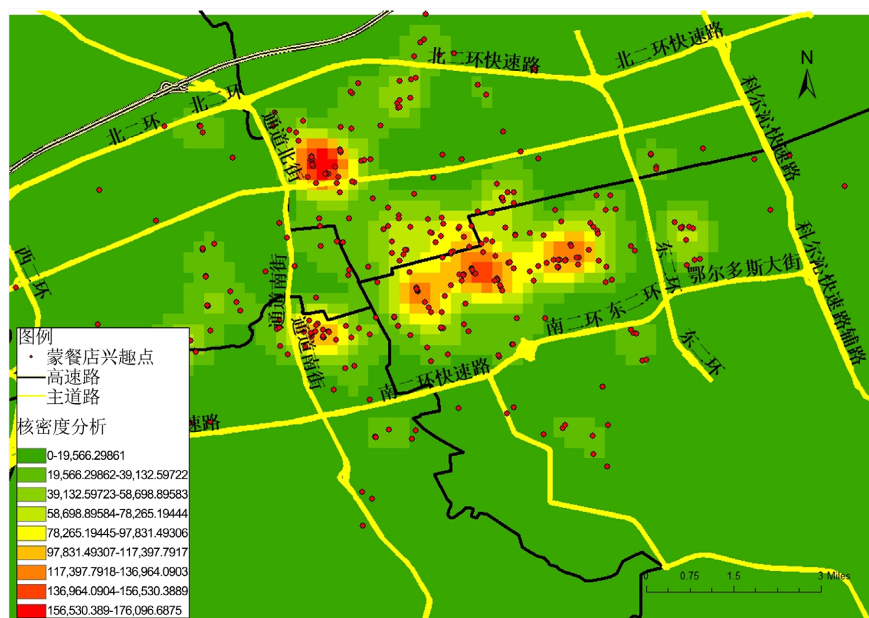 北二环快速路
北二环快速路
N
北二环
北二环
通道北街
科尔沁快速路
西二环
东二环
科尔沁快速路辅路
鄂尔多斯大街
南二环 东二环
通道南街
东二环
南二环快速路
速路
图例
蒙餐店兴趣点
高速路
主道路
核密度分析
0-19,566.29861
19,566.29862-39,132.59722
39,132.59723-58,698.89583
58,698.89584-78,265.19444
78,265.19445-97,831.49306
97,831.49307-117,397.7917
117,397.7918-136,964.0903
136,964.0904-156,530.3889
156,530.389-176,096.6875
0 0.75 1.5 3 Miles